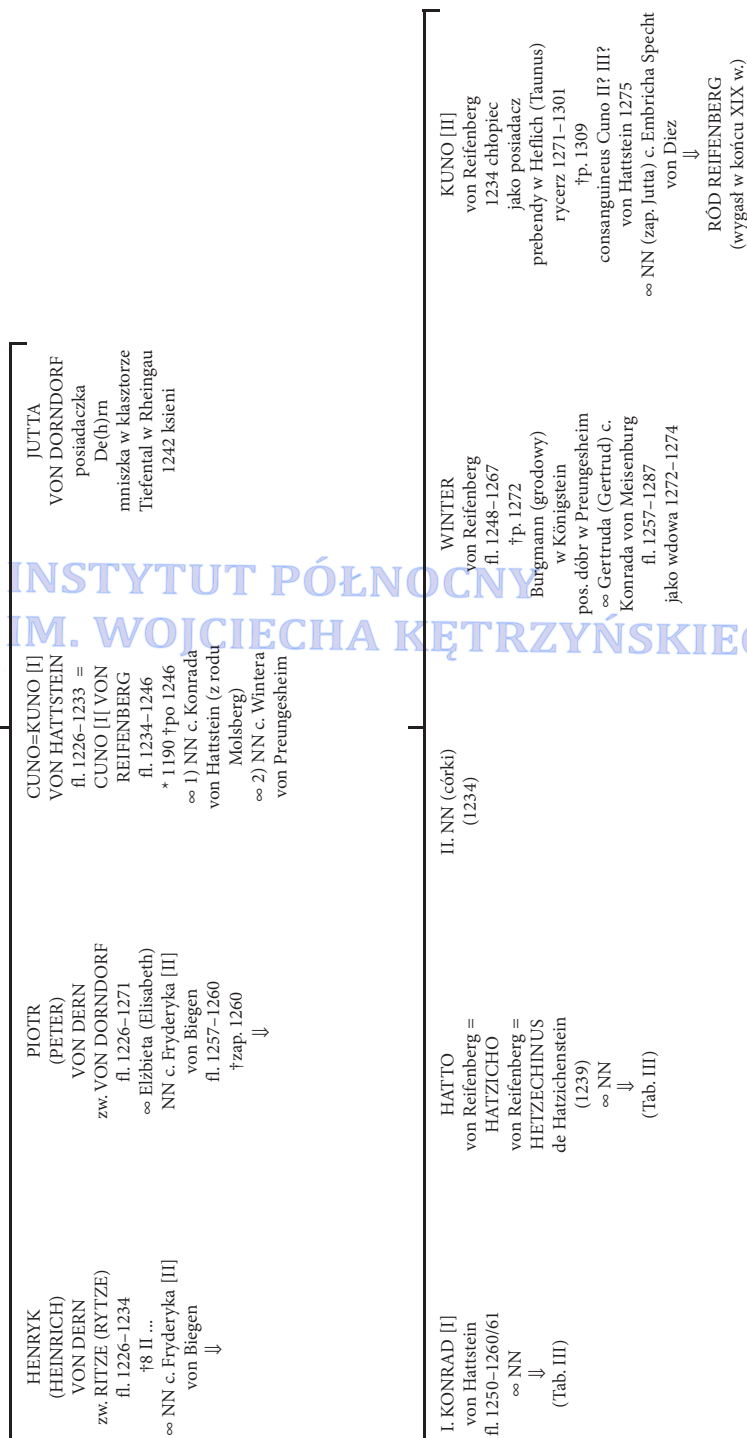 HENRYK
(HEINRICH)
VON DERN
zw. RITZE (RYTZE)
fl. 1226–1234
†8 II ...
∞ NN c. Fryderyka [II]
von Biegen
⇓
PIOTR
(PETER)
VON DERN
zw. VON DORNDORF
fl. 1226–1271
∞ Elżbieta (Elisabeth)
NN c. Fryderyka [II]
von Biegen
fl. 1257–1260
†zap. 1260
⇓
CUNO=KUNO [I]
VON HATTSTEIN
fl. 1226–1233 =
CUNO [I[ VON
REIFENBERG
fl. 1234–1246
* 1190 †po 1246
∞ 1) NN c. Konrada
von Hattstein (z rodu
Molsberg)
∞ 2) NN c. Wintera
von Preungesheim
JUTTA
VON DORNDORF
posiadaczka
De(h)rn
mniszka w klasztorze
Tiefental w Rheingau
1242 ksieni
I. KONRAD [I]
von Hattstein
fl. 1250–1260/61
∞ NN
⇓
(Tab. III)
HATTO
von Reifenberg =
HATZICHO
von Reifenberg =
HETZECHINUS
de Hatzichenstein
(1239)
∞ NN
⇓
(Tab. III)
II. NN (córki)
(1234)
WINTER
von Reifenberg
fl. 1248–1267
†p. 1272
Burgmann (grodowy)
w Königstein
pos. dóbr w Preungesheim
∞ Gertruda (Gertrud) c.
Konrada von Meisenburg
fl. 1257–1287
jako wdowa 1272–1274
KUNO [II]
von Reifenberg
1234 chłopiec
jako posiadacz
prebendy w Heflich (Taunus)
rycerz 1271–1301
†p. 1309
consanguineus Cuno II? III?
von Hattstein 1275
∞ NN (zap. Jutta) c. Embricha Specht
von Diez
⇓
RÓD REIFENBERG
(wygasł w końcu XIX w.)
INSTYTUT PÓŁNOCNY
IM. WOJCIECHA KĘTRZYŃSKIEG